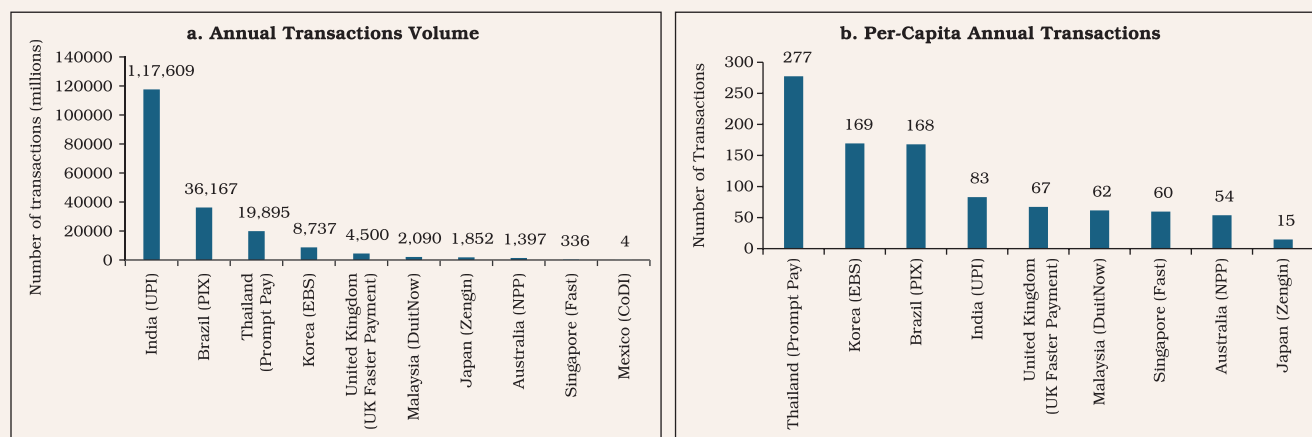 a. Annual Transactions Volume
Number of transactions (millions)
140000
120000
100000
80000
60000
40000
20000
0
1,17,609
36,167
19,895
8,737
4,500
2,090
1,852
1,397
336
4
India (UPI)
Brazil (PIX)
Thailand
(Prompt Pay)
Korea (EBS)
United Kingdom
(UK Faster Payment)
Malaysia (DuitNow)
Japan (Zengin)
Australia (NPP)
Singapore (Fast)
Mexico (CoDI)
b. Per-Capita Annual Transactions
Number of Transactions
300
250
200
150
100
50
0
277
169
168
83
67
62
60
54
15
Thailand (Prompt Pay)
Korea (EBS)
Brazil (PIX)
India (UPI)
United Kingdom
(UK Faster Payment)
Malaysia (DuitNow)
Singapore (Fast)
Australia (NPP)
Japan (Zengin)